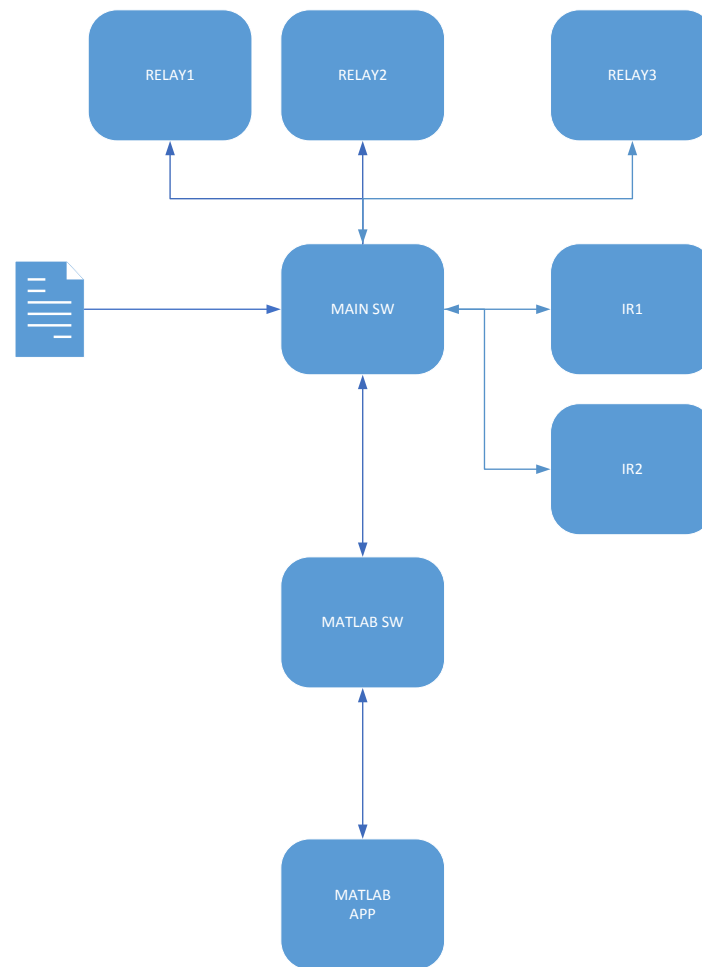 RELAY1
RELAY2
RELAY3
MAIN SW
IR1
IR2
MATLAB SW
MATLAB
APP